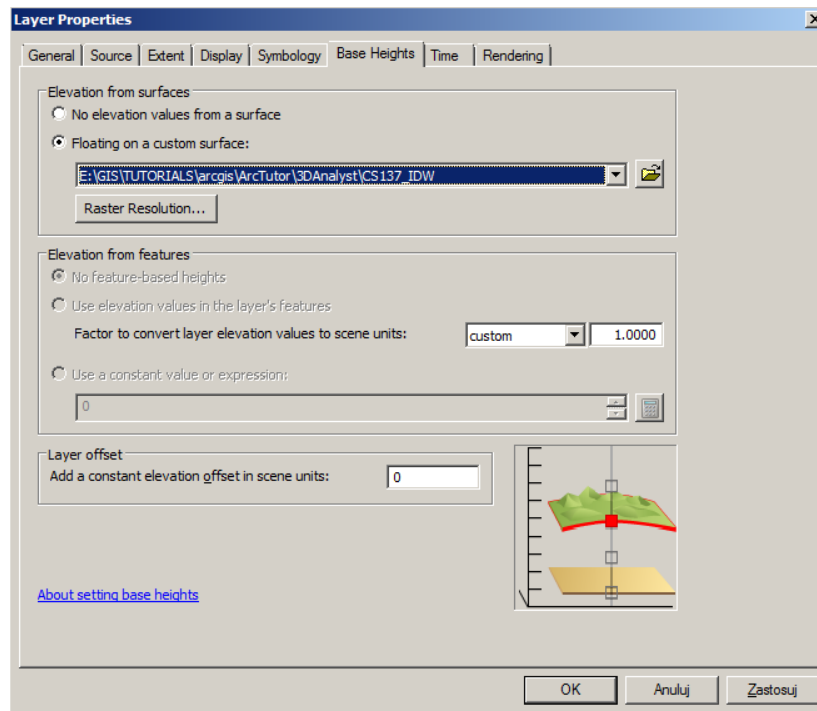 Layer Properties
General Source Extent Display Symbology Base Heights Time Rendering
Elevation from surfaces
No elevation values from a surface
Floating on a custom surface:
E:\GIS\TUTORIALS\arcgis\ArcTutor\3DAnalyst\CS137_IDW
Raster Resolution...
Elevation from features
No feature-based heights
Use elevation values in the layer's features
Factor to convert layer elevation values to scene units: custom 1.0000
Use a constant value or expression:
0
Layer offset
Add a constant elevation offset in scene units: 0
About setting base heights
OK Anuluj Zastosuj